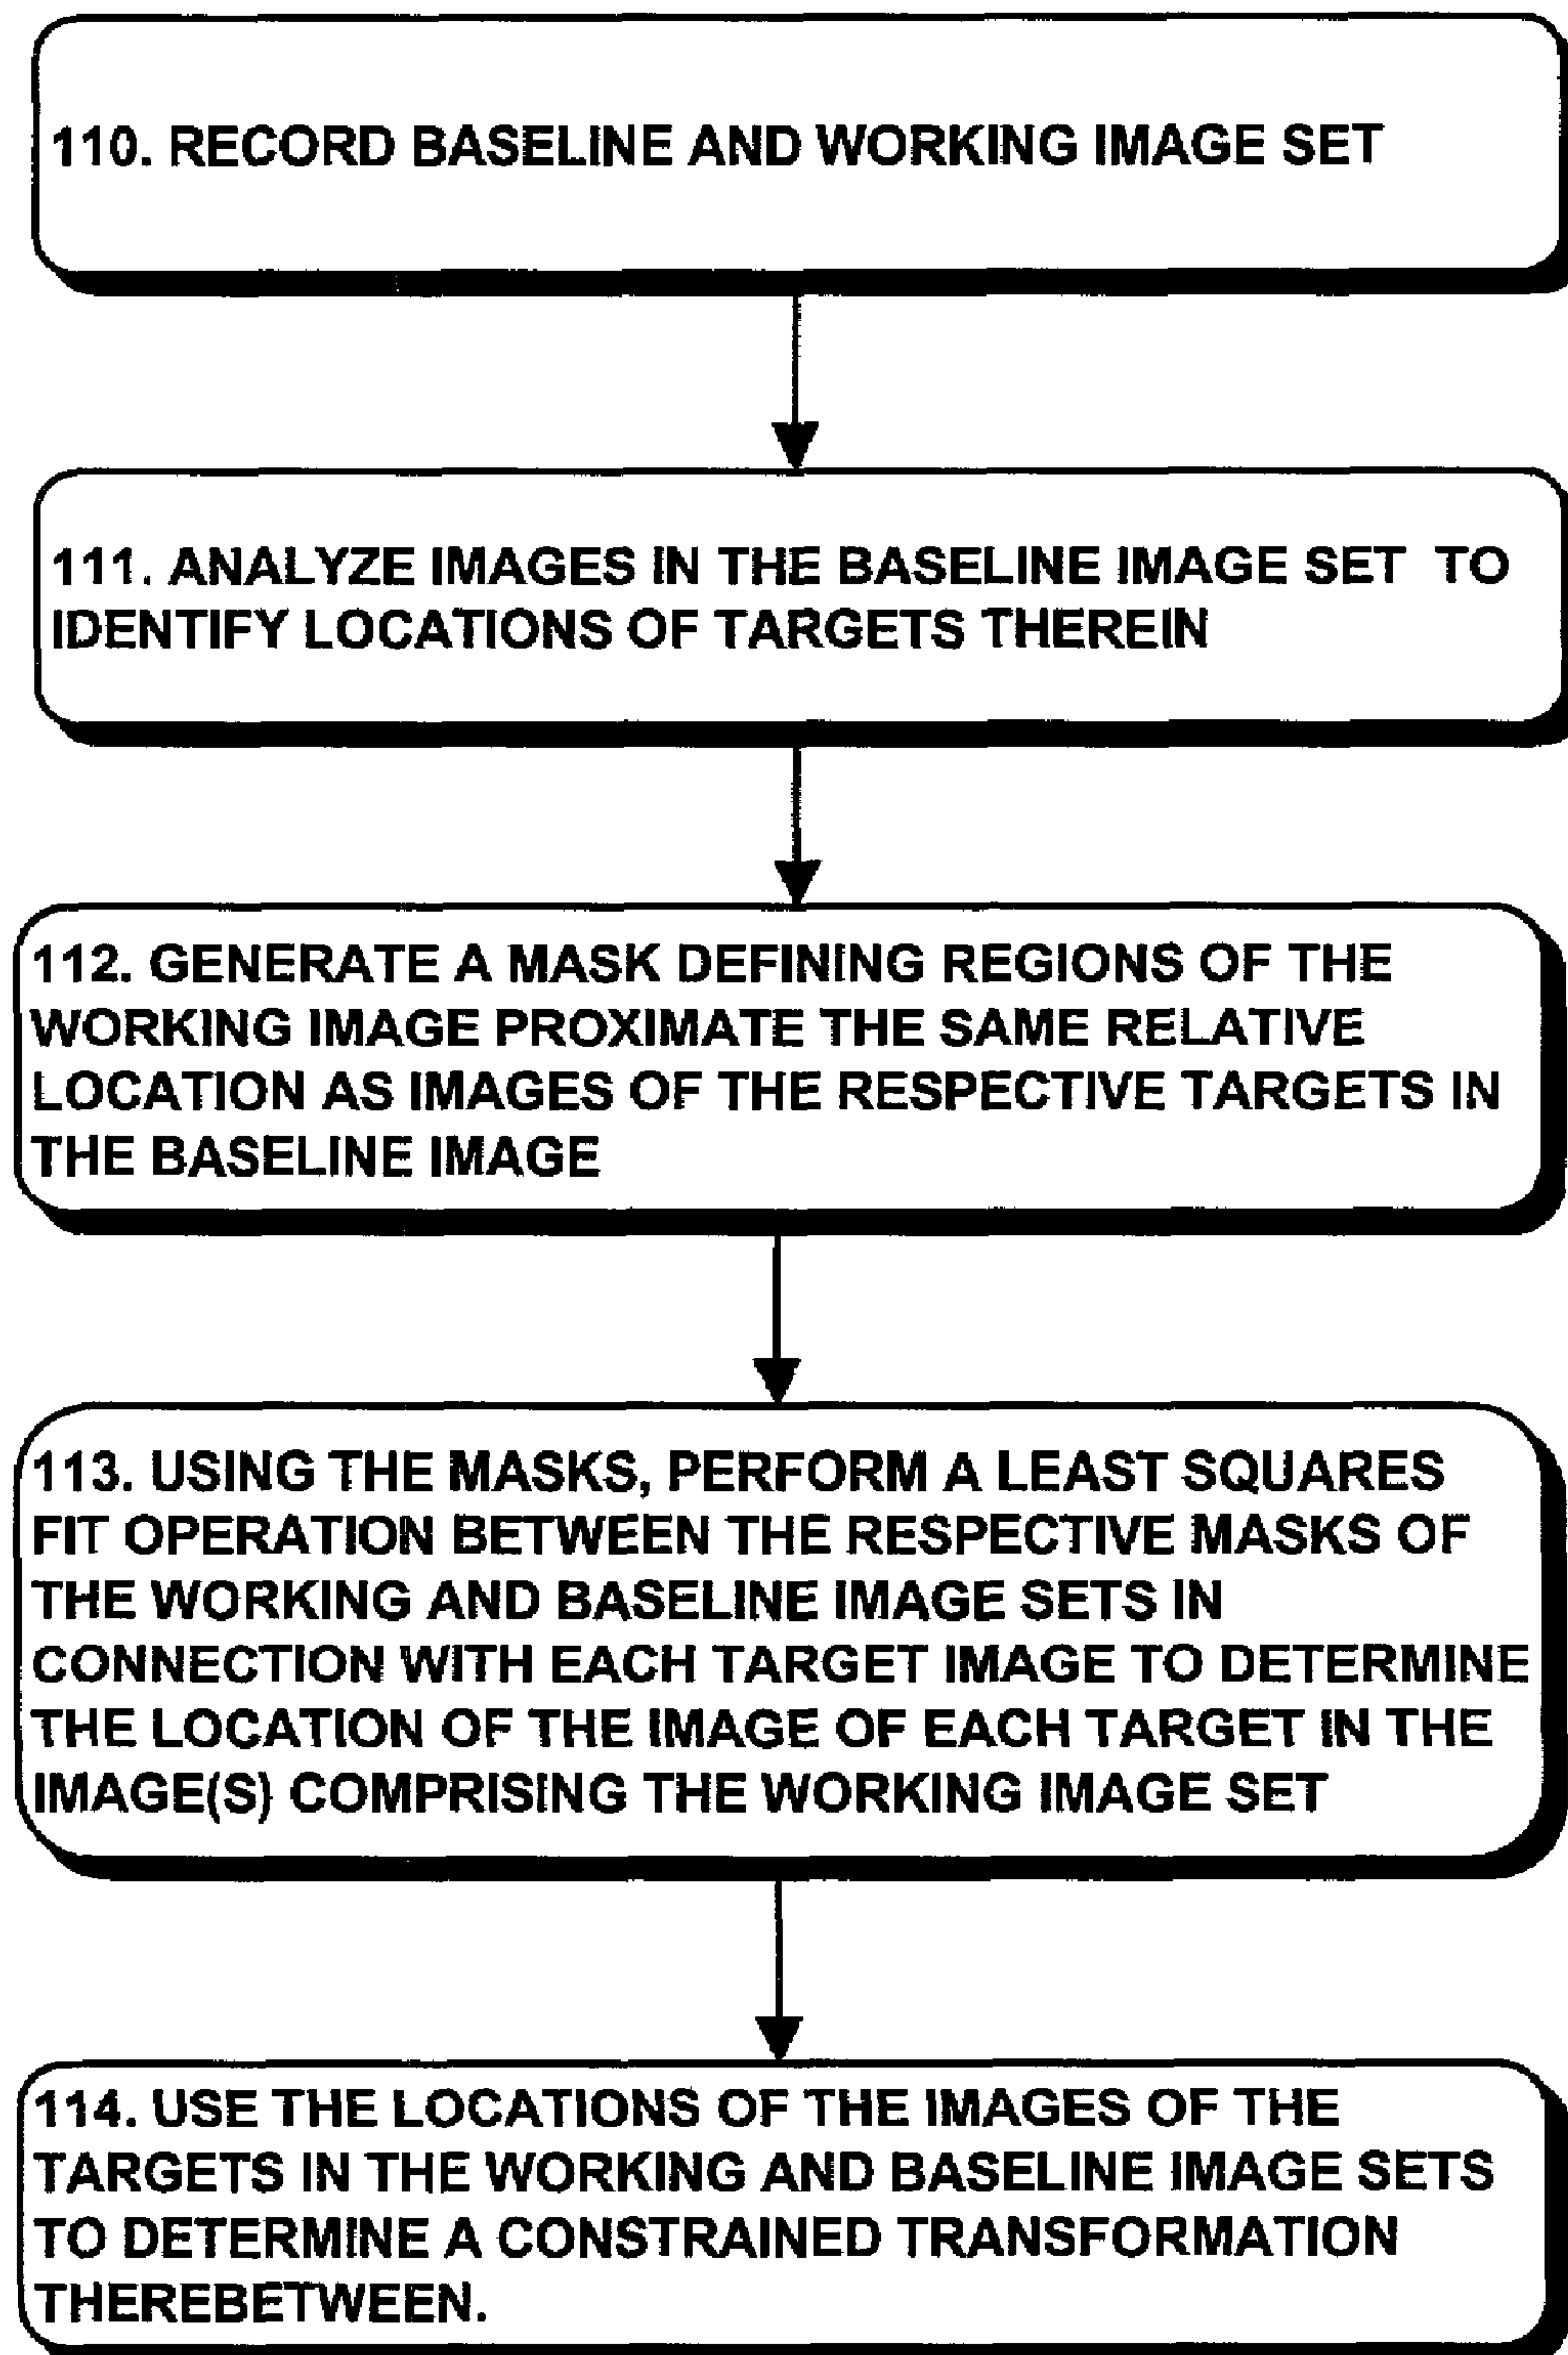 110. RECORD BASELINE AND WORKING IMAGE SET
111. ANALYZE IMAGES IN THE BASELINE IMAGE SET TO
IDENTIFY LOCATIONS OF TARGETS THEREIN
112. GENERATE A MASK DEFINING REGIONS OF THE
WORKING IMAGE PROXIMATE THE SAME RELATIVE
LOCATION AS IMAGES OF THE RESPECTIVE TARGETS IN
THE BASELINE IMAGE
113. USING THE MASKS, PERFORM A LEAST SQUARES
FIT OPERATION BETWEEN THE RESPECTIVE MASKS OF
THE WORKING AND BASELINE IMAGE SETS IN
CONNECTION WITH EACH TARGET IMAGE TO DETERMINE
THE LOCATION OF THE IMAGE OF EACH TARGET IN THE
IMAGE(S) COMPRISING THE WORKING IMAGE SET
114. USE THE LOCATIONS OF THE IMAGES OF THE
TARGETS IN THE WORKING AND BASELINE IMAGE SETS
TO DETERMINE A CONSTRAINED TRANSFORMATION
THEREBETWEEN.